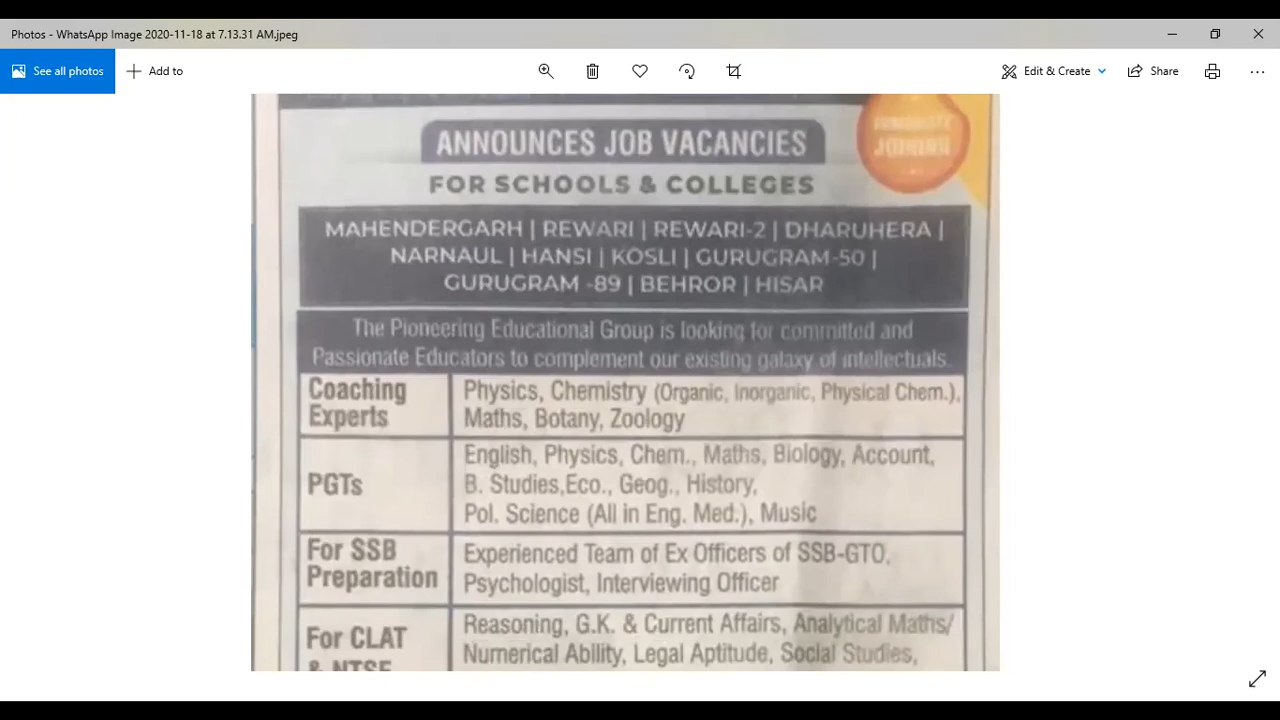 Photos - WhatsApp Image 2020-11-18 at 7.13.31 AM.jpeg
See all photos
Add to
Edit & Create
Share
ANNOUNCES JOB VACANCIES
JOINING
FOR SCHOOLS & COLLEGES
MAHENDERGARH | REWARI | REWARI-2 | DHARUHERA |
NARNAUL | HANSI | KOSLI | GURUGRAM-50 |
GURUGRAM -89 | BEHROR | HISAR
The Pioneering Educational Group is looking for committed and
Passionate Educators to complement our existing galaxy of intellectuals.
Coaching
Experts
Physics, Chemistry (Organic, Inorganic, Physical Chem.),
Maths, Botany, Zoology
PGTs
English, Physics, Chem., Maths, Biology, Account,
B. Studies,Eco., Geog., History,
Pol. Science (All in Eng. Med.), Music
For SSB
Preparation
Experienced Team of Ex Officers of SSB-GTO,
Psychologist, Interviewing Officer
For CLAT
& NTSE
Reasoning, G.K. & Current Affairs, Analytical Maths/
Numerical Ability, Legal Aptitude, Social Studies,